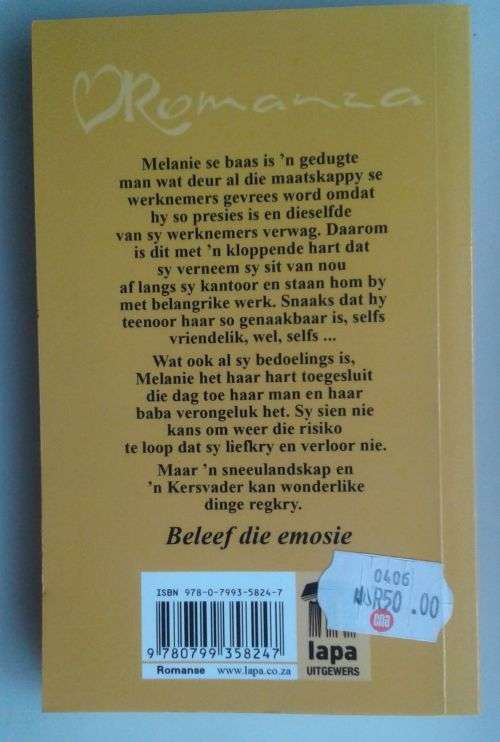 Romanza
Melanie se baas is 'n gedugte
man wat deur al die maatskappy se
werknemers gevrees word omdat
hy so presies is en dieselfde
van sy werknemers verwag. Daarom
is dit met 'n kloppende hart dat
sy verneem sy sit van nou
af langs sy kantoor en staan hom by
met belangrike werk. Snaaks dat hy
teenoor haar so genaakbaar is, selfs
vriendelik, wel, selfs ...
Wat ook al sy bedoelings is,
Melanie het haar hart toegesluit
die dag toe haar man en haar
baba verongeluk het. Sy sien nie
kans om weer die risiko
te loop dat sy liefkry en verloor nie.
Maar 'n sneeulandskap en
'n Kersvader kan wonderlike
dinge regkry.
Beleef die emosie
ISBN 978-0-7993-5824-7
9 780799 358247
Romanse www.lapa.co.za
lapa
UITGEWERS
0406
R50.00
cna